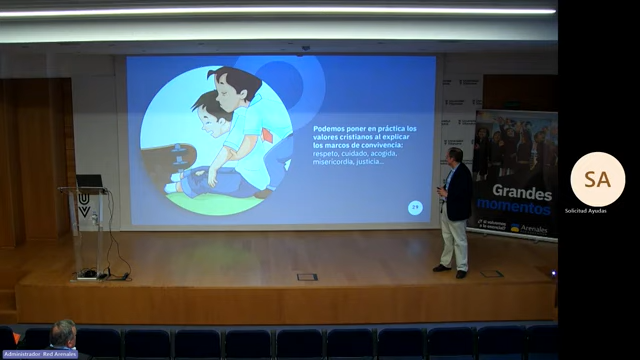 Podemos poner en práctica los
valores cristianos al explicar
los marcos de convivencia:
respeto, cuidado, acogida,
misericordia, justicia...
29
Grandes
momentos
Arenales
SA
Solicitud Ayudas
Administrador Red Arenales